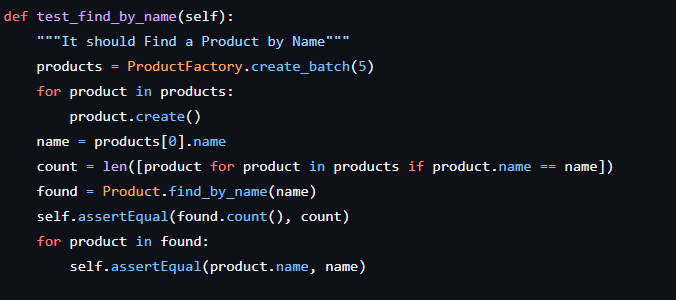 def test_find_by_name(self):
    """It should Find a Product by Name"""
    products = ProductFactory.create_batch(5)
    for product in products:
        product.create()
    name = products[0].name
    count = len([product for product in products if product.name == name])
    found = Product.find_by_name(name)
    self.assertEqual(found.count(), count)
    for product in found:
        self.assertEqual(product.name, name)